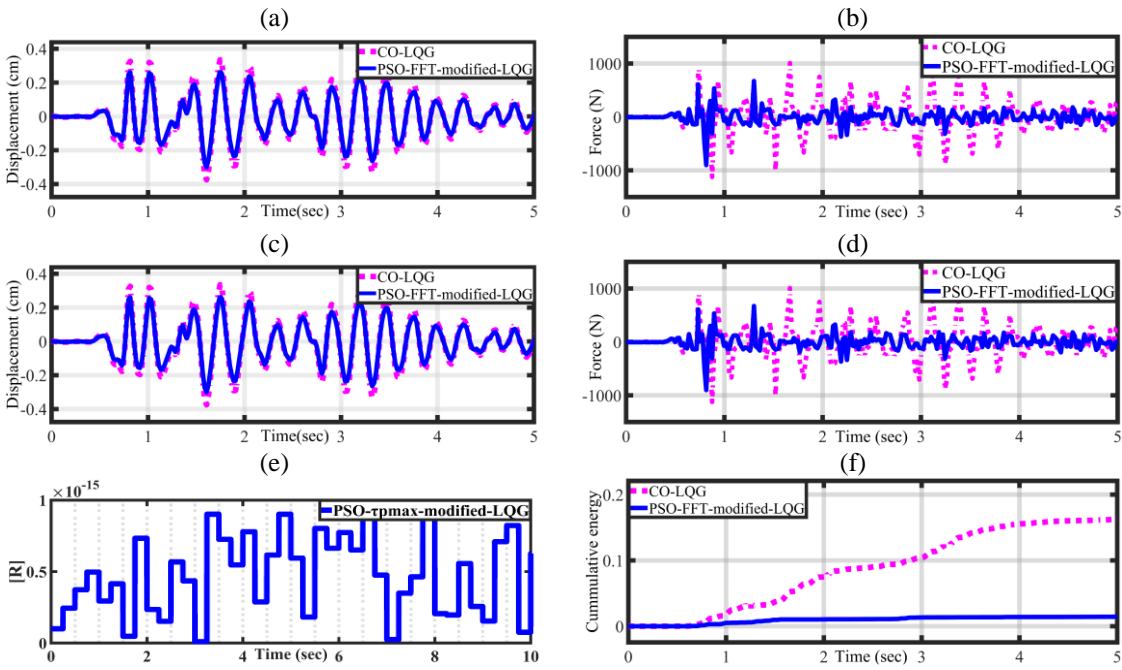 (a)
(b)
0.4
0.2
0
-0.2
-0.4
Displacement (cm)
CO-LQG
PSO-FFT-modified-LQG
0
1
2
3
4
5
Time(sec)
1000
0
-1000
Force (N)
CO-LQG
PSO-FFT-modified-LQG
0
1
2
3
4
5
Time (sec)
(c)
(d)
0.4
0.2
0
-0.2
-0.4
Displacement (cm)
CO-LQG
PSO-FFT-modified-LQG
0
1
2
3
4
5
Time(sec)
1000
0
-1000
Force (N)
CO-LQG
PSO-FFT-modified-LQG
0
1
2
3
4
5
Time (sec)
(e)
(f)
×10-15
1
0.5
0
[R]
PSO-τpmax-modified-LQG
0
2
4
6
8
10
Time (sec)
0.2
0.1
0
Cummulative energy
CO-LQG
PSO-FFT-modified-LQG
0
1
2
3
4
5
Time (sec)